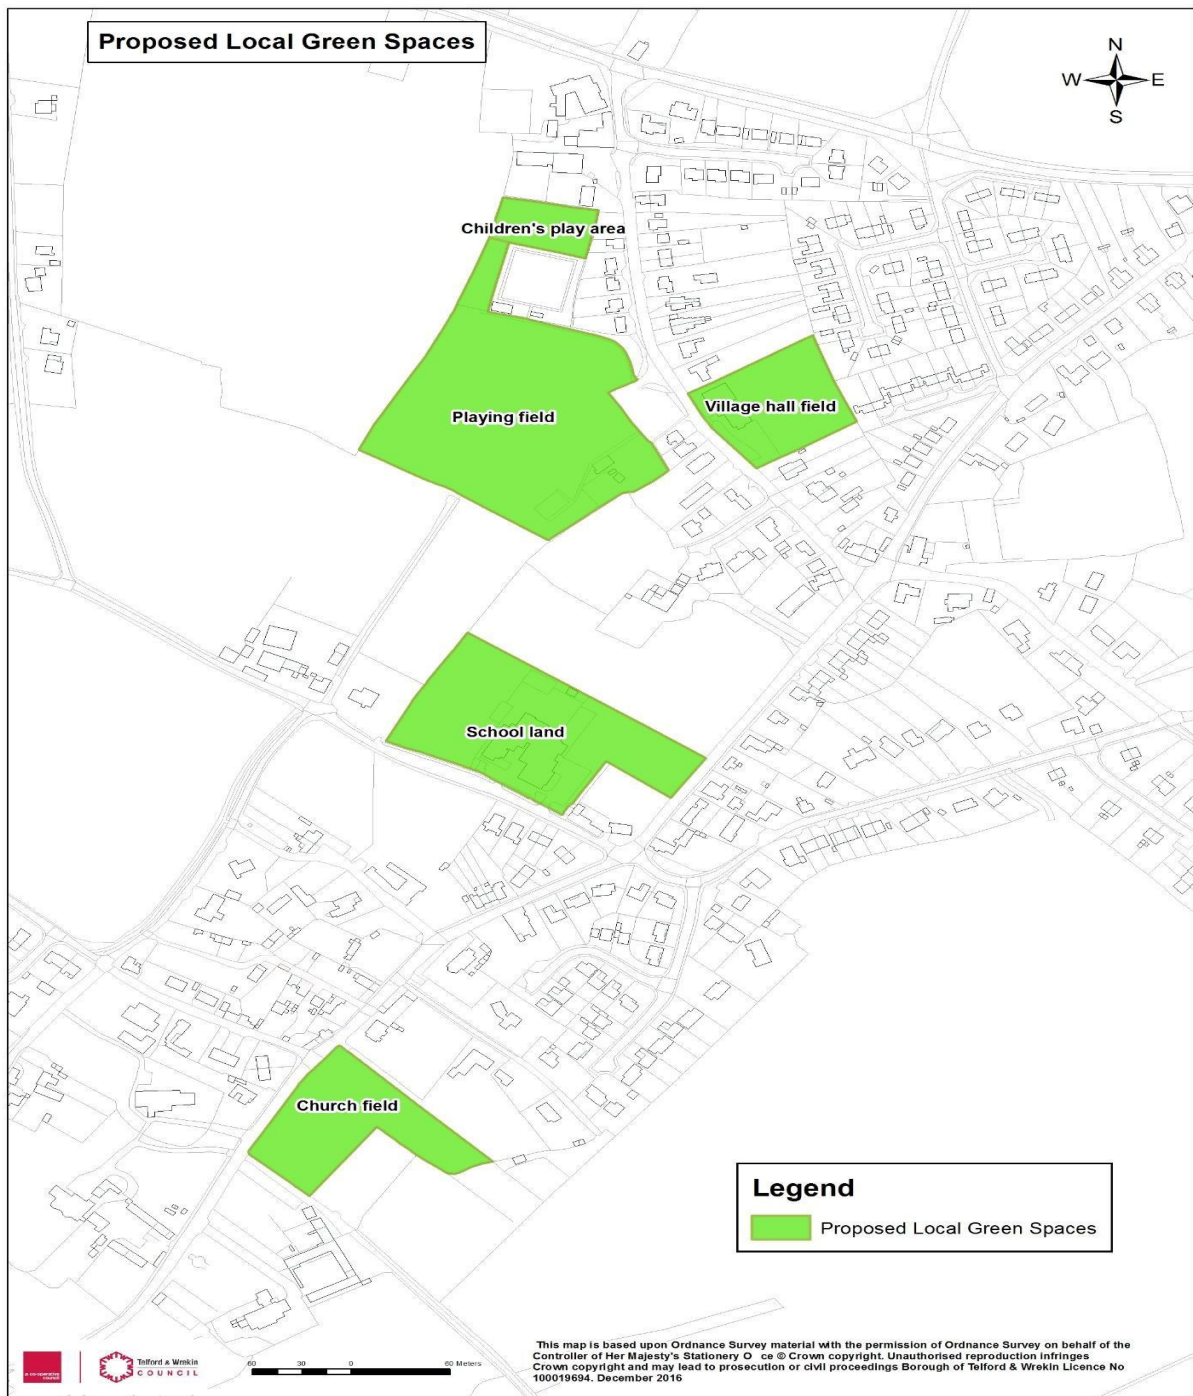 Proposed Local Green Spaces
N
W E
S
Children's play area
Playing field
Village hall field
School land
Church field
Legend
Proposed Local Green Spaces
a co-operative council
Telford & Wrekin
COUNCIL
60 30 0 60 Meters
This map is based upon Ordnance Survey material with the permission of Ordnance Survey on behalf of the
Controller of Her Majesty's Stationery O ce © Crown copyright. Unauthorised reproduction infringes
Crown copyright and may lead to prosecution or civil proceedings Borough of Telford & Wrekin Licence No
100019694. December 2016